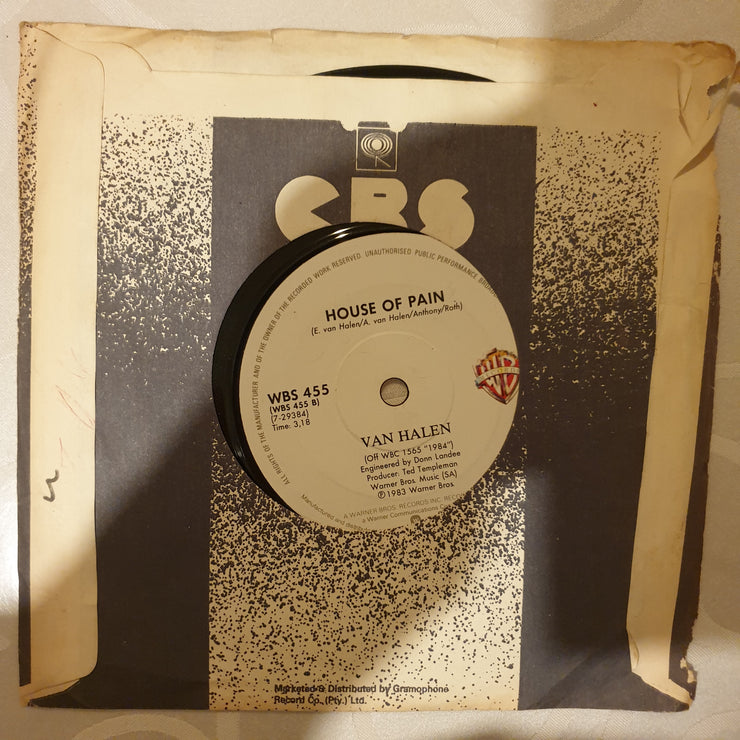 CBS
ALL RIGHTS OF THE MANUFACTURER AND OF THE OWNER OF THE RECORDED WORK RESERVED. UNAUTHORISED PUBLIC PERFORMANCE
HOUSE OF PAIN
(E. van Halen/A. van Halen/Anthony/Roth)
WBS 455
(WBS 455 B)
(7-29384)
Time: 3,18
VAN HALEN
(Off WBC 1565 "1984")
Engineered by Donn Landee
Producer: Ted Templeman
Warner Bros. Music (SA)
Ⓟ 1983 Warner Bros.
Manufactured and
A WARNER BROS. RECORDS INC.
a Warner Communications
Marketed & Distributed by Gramophone
Record Co. (Pty.) Ltd.